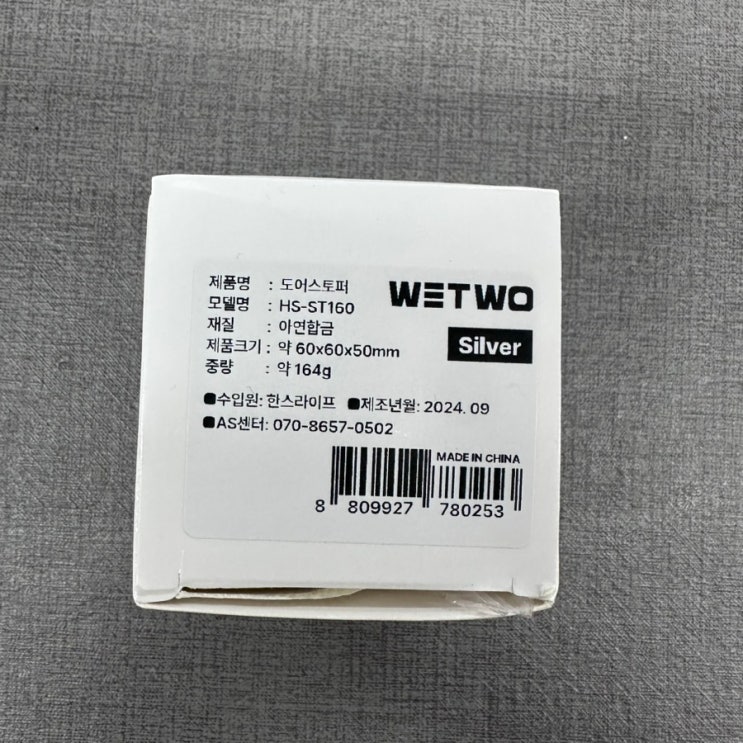 제품명 : 도어스토퍼
모델명 : HS-ST160
재질 : 아연합금
제품크기 : 약 60x60x50mm
중량 : 약 164g
WETWO
Silver
■수입원: 한스라이프 ■제조년월: 2024. 09
■AS센터: 070-8657-0502
MADE IN CHINA
8 809927 780253